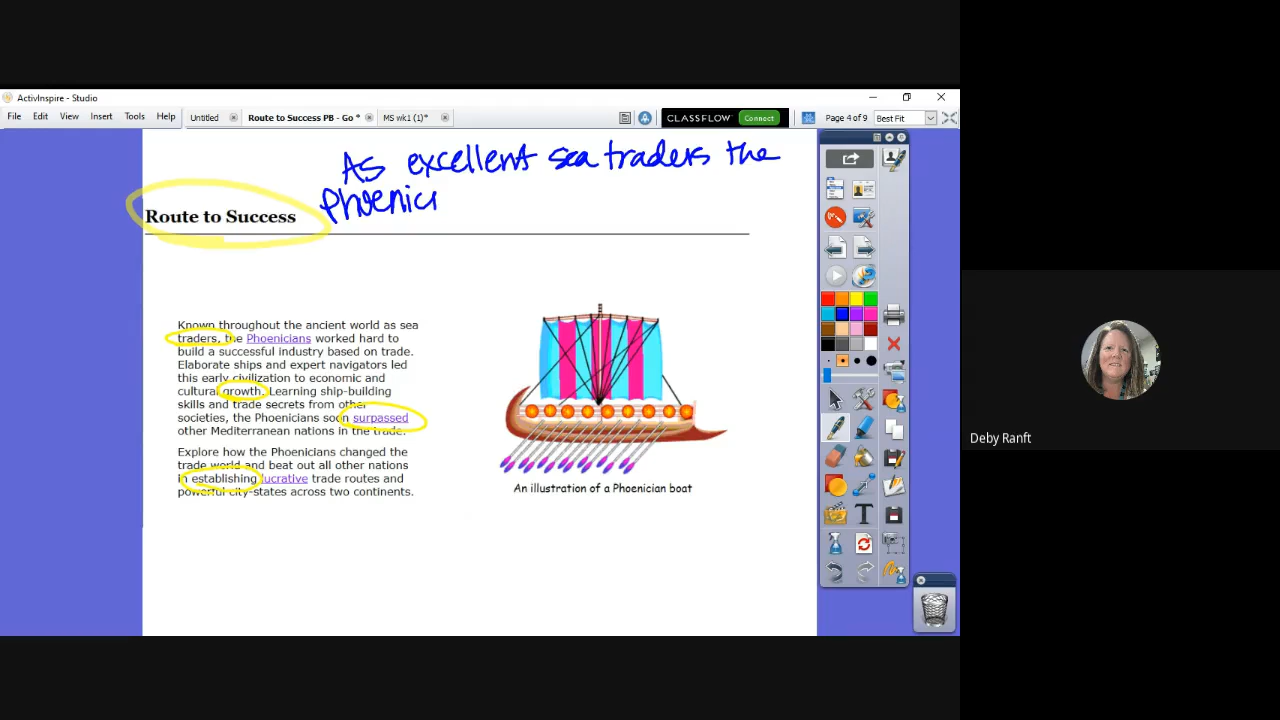 ActivInspire - Studio
File Edit View Insert Tools Help
Untitled
Route to Success PB - Go *
MS wk1 (1)*
CLASSFLOW Connect
Page 4 of 9
Best Fit
As excellent sea traders the
Phoenici
Route to Success
Known throughout the ancient world as sea
traders, the Phoenicians worked hard to
build a successful industry based on trade.
Elaborate ships and expert navigators led
this early civilization to economic and
cultural growth. Learning ship-building
skills and trade secrets from other
societies, the Phoenicians soon surpassed
other Mediterranean nations in the trade.
Explore how the Phoenicians changed the
trade world and beat out all other nations
in establishing lucrative trade routes and
powerful city-states across two continents.
An illustration of a Phoenician boat
Deby Ranft